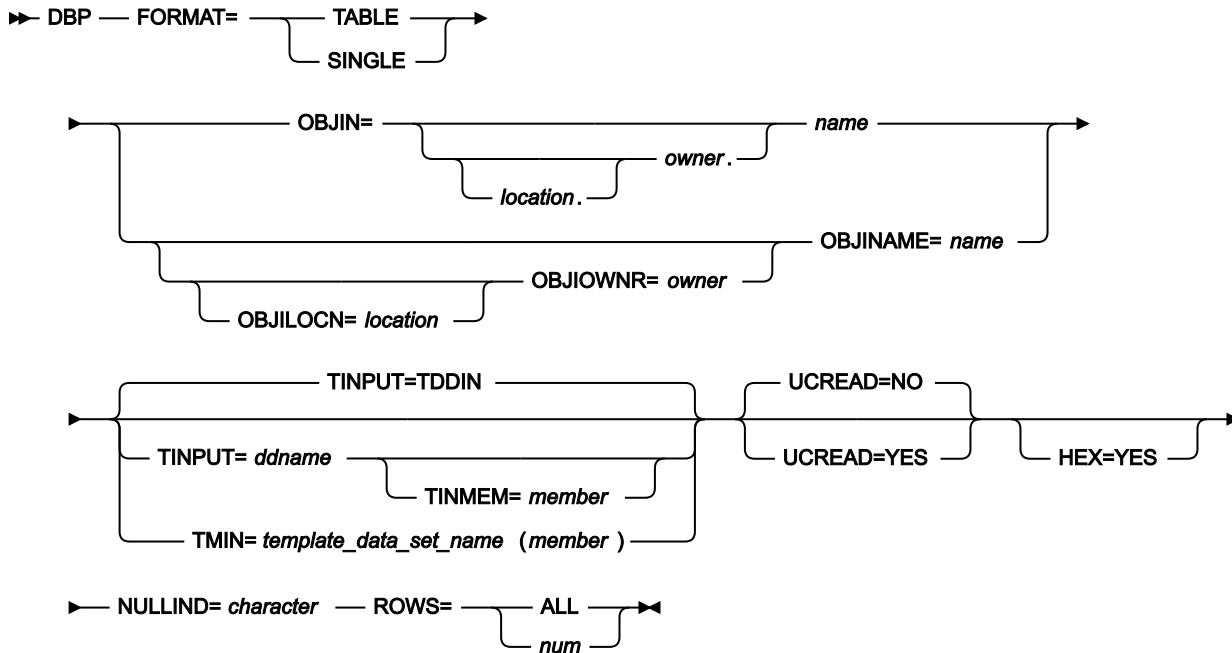 DBP FORMAT= TABLE
SINGLE
OBJIN= name
owner.
location.
OBJINAME= name
OBJIOWNR= owner
OBJILOCN= location
TINPUT=TDDIN UCREAD=NO
TINPUT= ddname UCREAD=YES HEX=YES
TINMEM= member
TMIN= template_data_set_name (member)
NULLIND= character ROWS= ALL
num